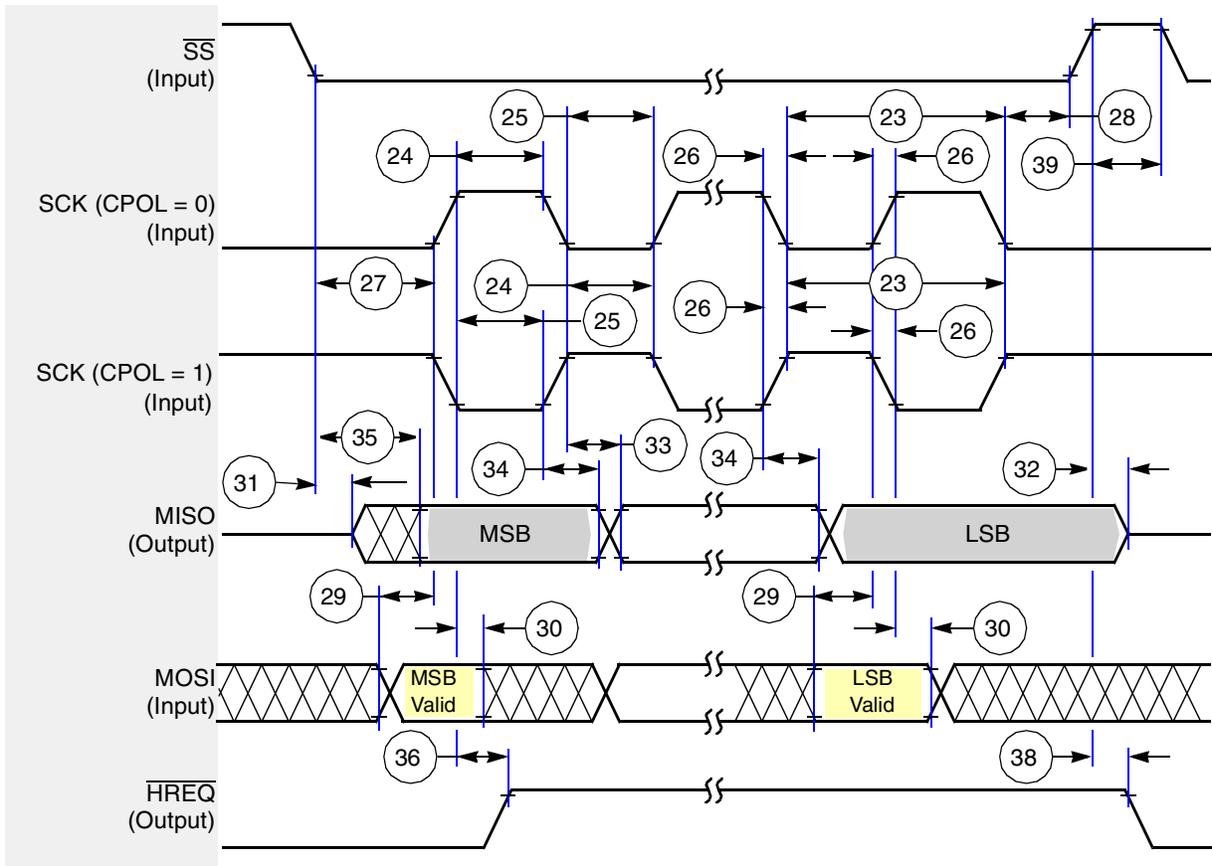 SS
(Input)
25
23
28
24
26
26
39
SCK (CPOL = 0)
(Input)
27
24
23
26
25
26
SCK (CPOL = 1)
(Input)
35
33
34
34
31
32
MISO
(Output)
MSB
LSB
29
29
30
30
MOSI
(Input)
MSB
Valid
LSB
Valid
36
38
HREQ
(Output)